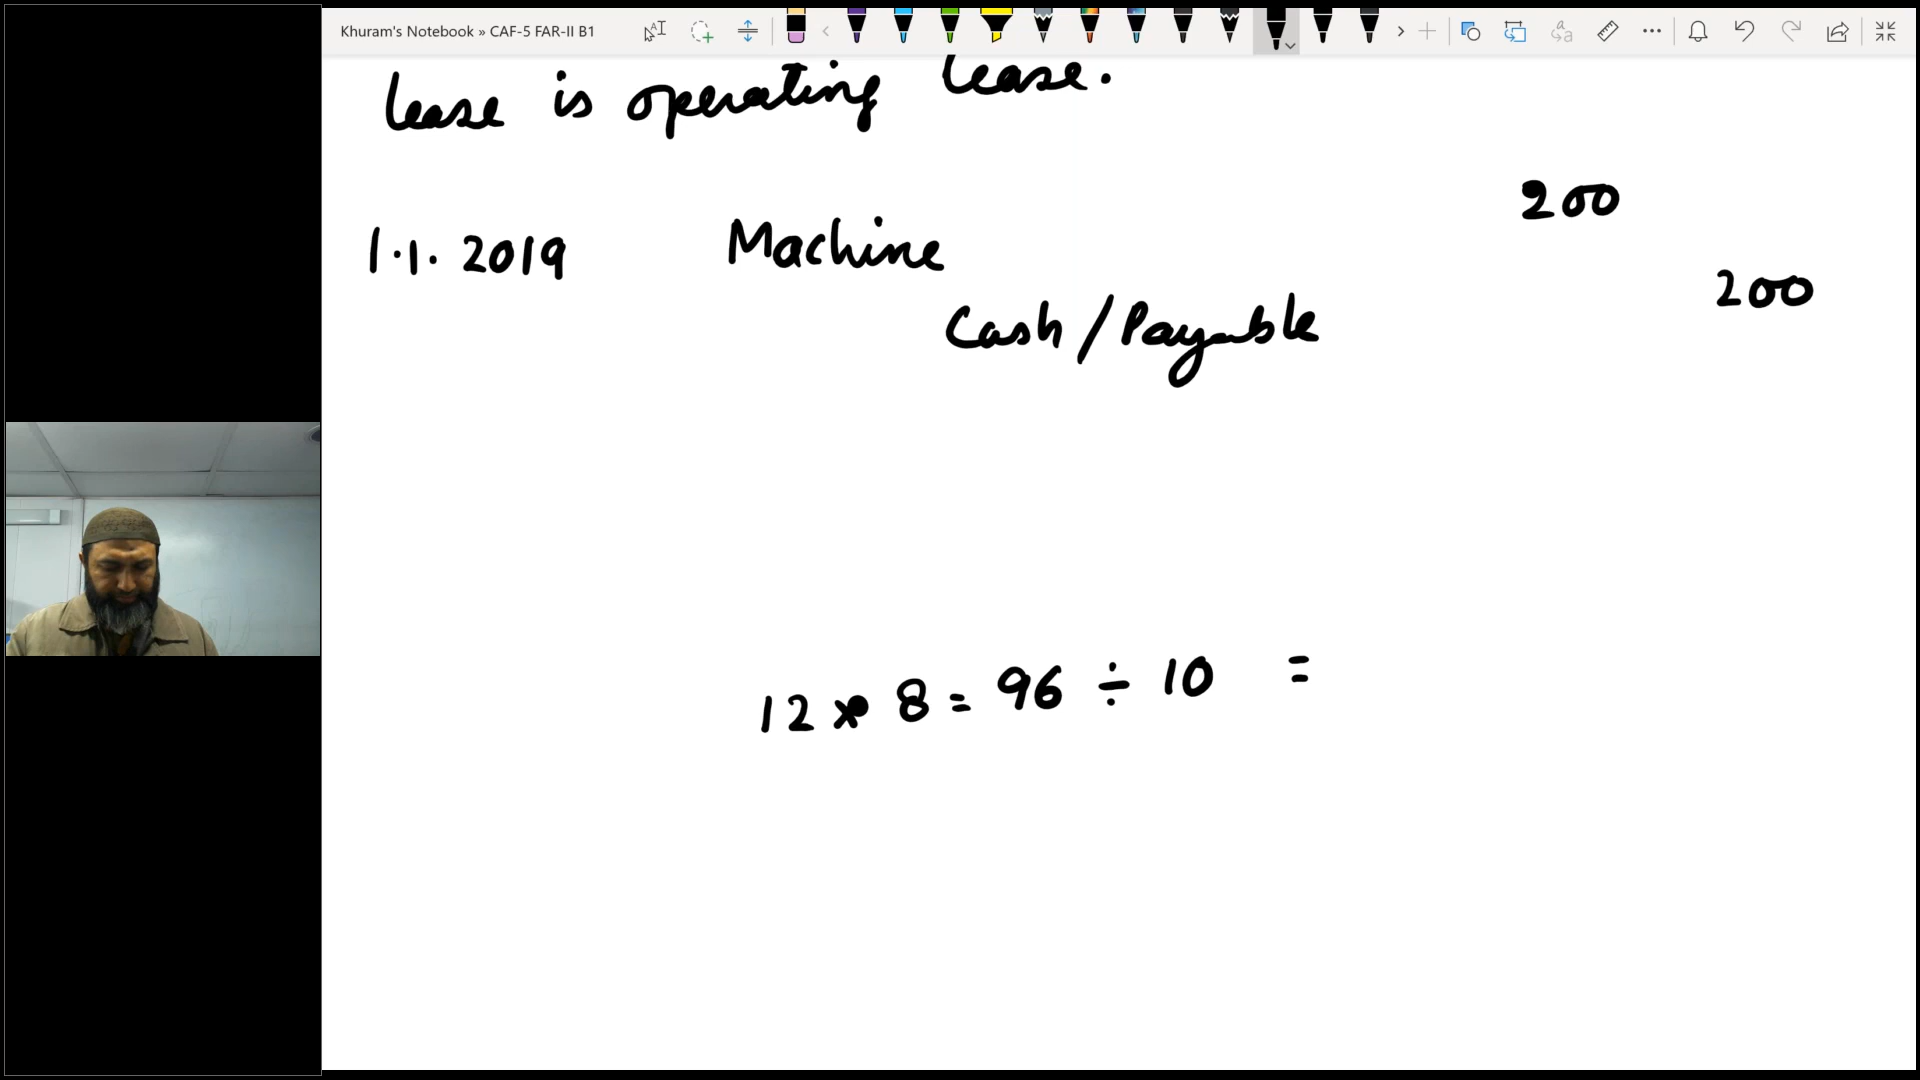 Khuram's Notebook » CAF-5 FAR-II B1
lease is operating lease.
1.1.2019 Machine 200
Cash/Payable 200
12 × 8 = 96 ÷ 10 =